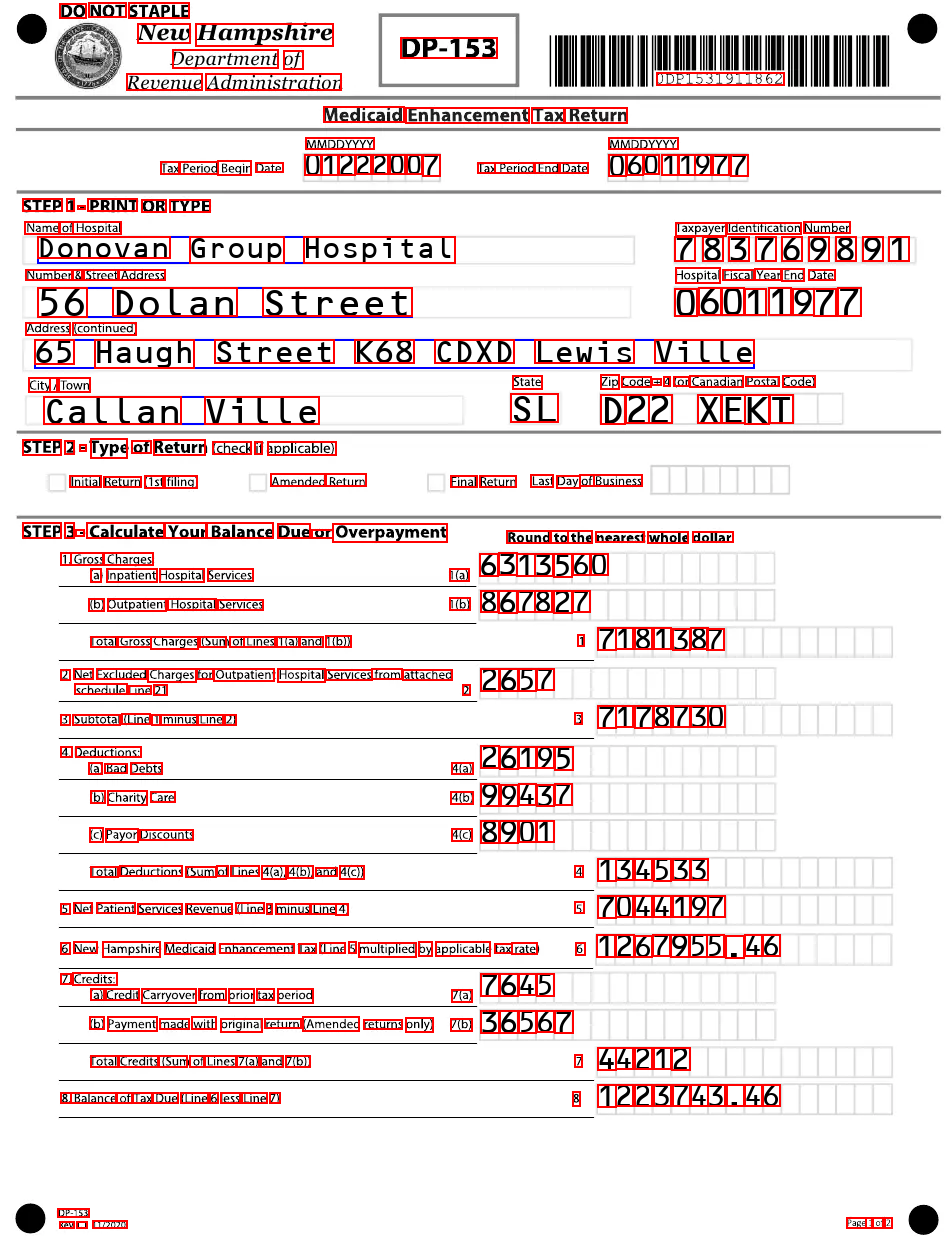 DO NOT STAPLE
New Hampshire
Department of
Revenue Administration
DP-153
0DP1531911862
Medicaid Enhancement Tax Return
MMDDYYYY MMDDYYYY
Tax Period Begin Date 01222007 Tax Period End Date 06011977
STEP 1 - PRINT OR TYPE
Name of Hospital Taxpayer Identification Number
Donovan Group Hospital 783769891
Number & Street Address Hospital Fiscal Year End Date
56 Dolan Street 06011977
Address (continued)
65 Haugh Street K68 CDXD Lewis Ville
City / Town State Zip Code + 4 (or Canadian Postal Code)
Callan Ville SL D22 XEKT
STEP 2 - Type of Return (check if applicable)
Initial Return (1st filing Amended Return Final Return Last Day of Business
STEP 3 - Calculate Your Balance Due or Overpayment Round to the nearest whole dollar
1. Gross Charges
a) Inpatient Hospital Services 1(a) 6313560
(b) Outpatient Hospital Services 1(b) 867827
Total Gross Charges (Sum of Lines 1(a) and 1(b)) 1 7181387
2 Net Excluded Charges for Outpatient Hospital Services from attached
schedule Line 21 2 2657
3 Subtotal (Line 1 minus Line 2) 3 7178730
4. Deductions:
(a) Bad Debts 4(a) 26195
b) Charity Care 4(b) 99437
(c) Payor Discounts 4(c) 8901
Total Deductions (Sum of Lines 4(a), 4(b), and 4(c)) 4 134533
5 Net Patient Services Revenue (Line 3 minus Line 4) 5 7044197
6 New Hampshire Medicaid Enhancement Tax (Line 5 multiplied by applicable tax rate) 6 1267955.46
7 Credits:
a) Credit Carryover from prior tax period 7(a) 7645
(b) Payment made with original return (Amended returns only) 7(b) 36567
Total Credits (Sum of Lines 7(a) and 7(b)) 7 44212
8 Balance of Tax Due (Line 6 less Line 7) 8 1223743.46
DP-153
Rev 11/2020 Page 1 of 2